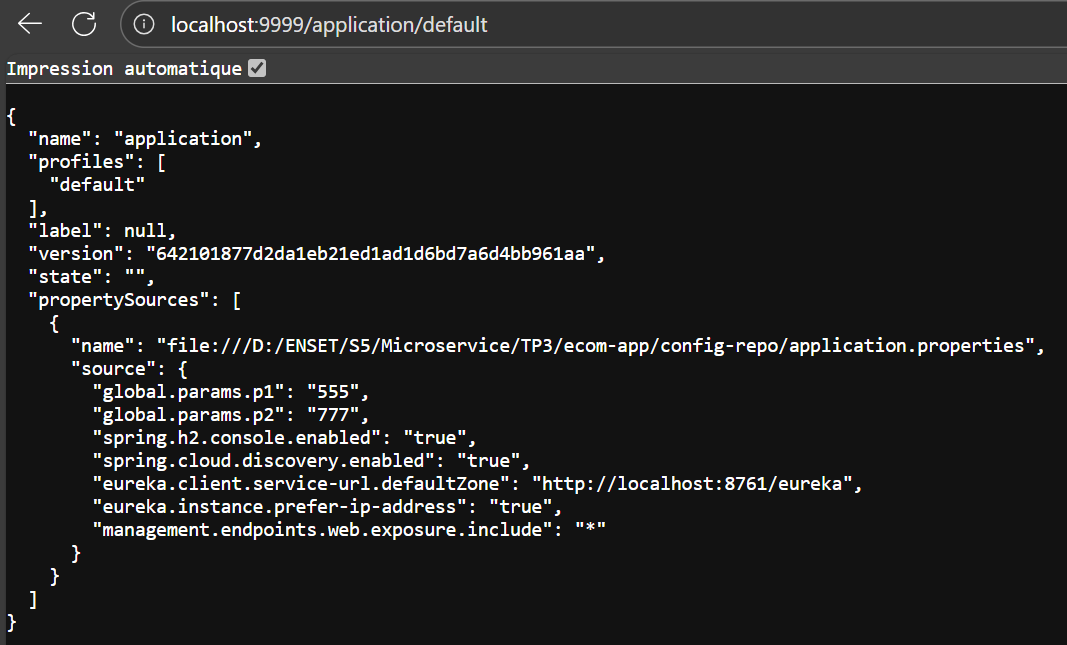 localhost:9999/application/default
Impression automatique
{
  "name": "application",
  "profiles": [
    "default"
  ],
  "label": null,
  "version": "642101877d2da1eb21ed1ad1d6bd7a6d4bb961aa",
  "state": "",
  "propertySources": [
    {
      "name": "file:///D:/ENSET/S5/Microservice/TP3/ecom-app/config-repo/application.properties",
      "source": {
        "global.params.p1": "555",
        "global.params.p2": "777",
        "spring.h2.console.enabled": "true",
        "spring.cloud.discovery.enabled": "true",
        "eureka.client.service-url.defaultZone": "http://localhost:8761/eureka",
        "eureka.instance.prefer-ip-address": "true",
        "management.endpoints.web.exposure.include": "*"
      }
    }
  ]
}